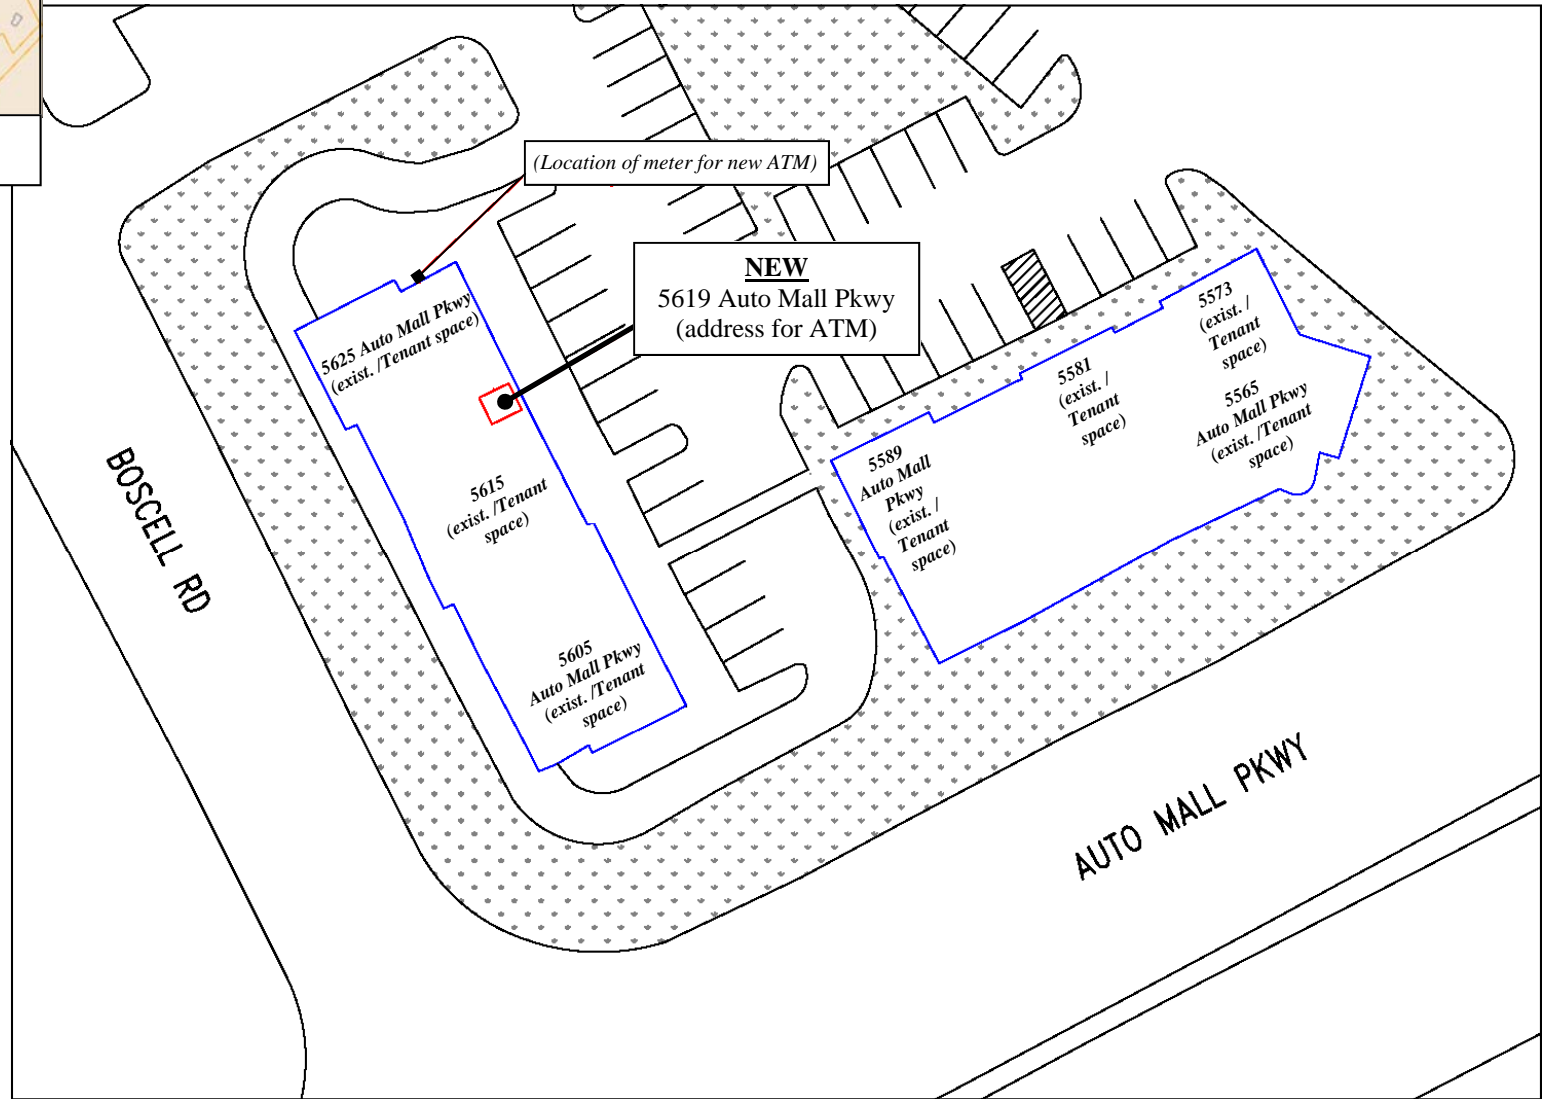 (Location of meter for new ATM)
NEW
5619 Auto Mall Pkwy
(address for ATM)
5625 Auto Mall Pkwy
(exist. /Tenant space)
5615
(exist. /Tenant
space)
5605
Auto Mall Pkwy
(exist. /Tenant
space)
5589
Auto Mall
Pkwy
(exist. /
Tenant
space)
5581
(exist. /
Tenant
space)
5573
(exist. /
Tenant
space)
5565
Auto Mall Pkwy
(exist. /Tenant
space)
BOSCELL RD
AUTO MALL PKWY